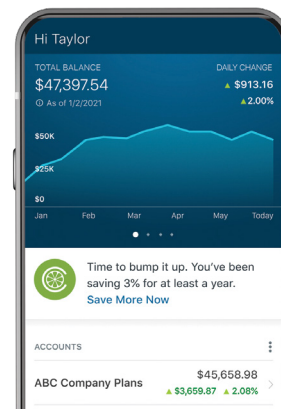 Hi Taylor
TOTAL BALANCE
DAILY CHANGE
$47,397.54
▲ $913.16
As of 1/2/2021
▲2.00%
$50K
$25K
$0
Jan Feb Mar Apr May Today
Time to bump it up. You've been
saving 3% for at least a year.
Save More Now
ACCOUNTS
ABC Company Plans
$45,658.98
▲ $3,659.87 ▲ 2.08%